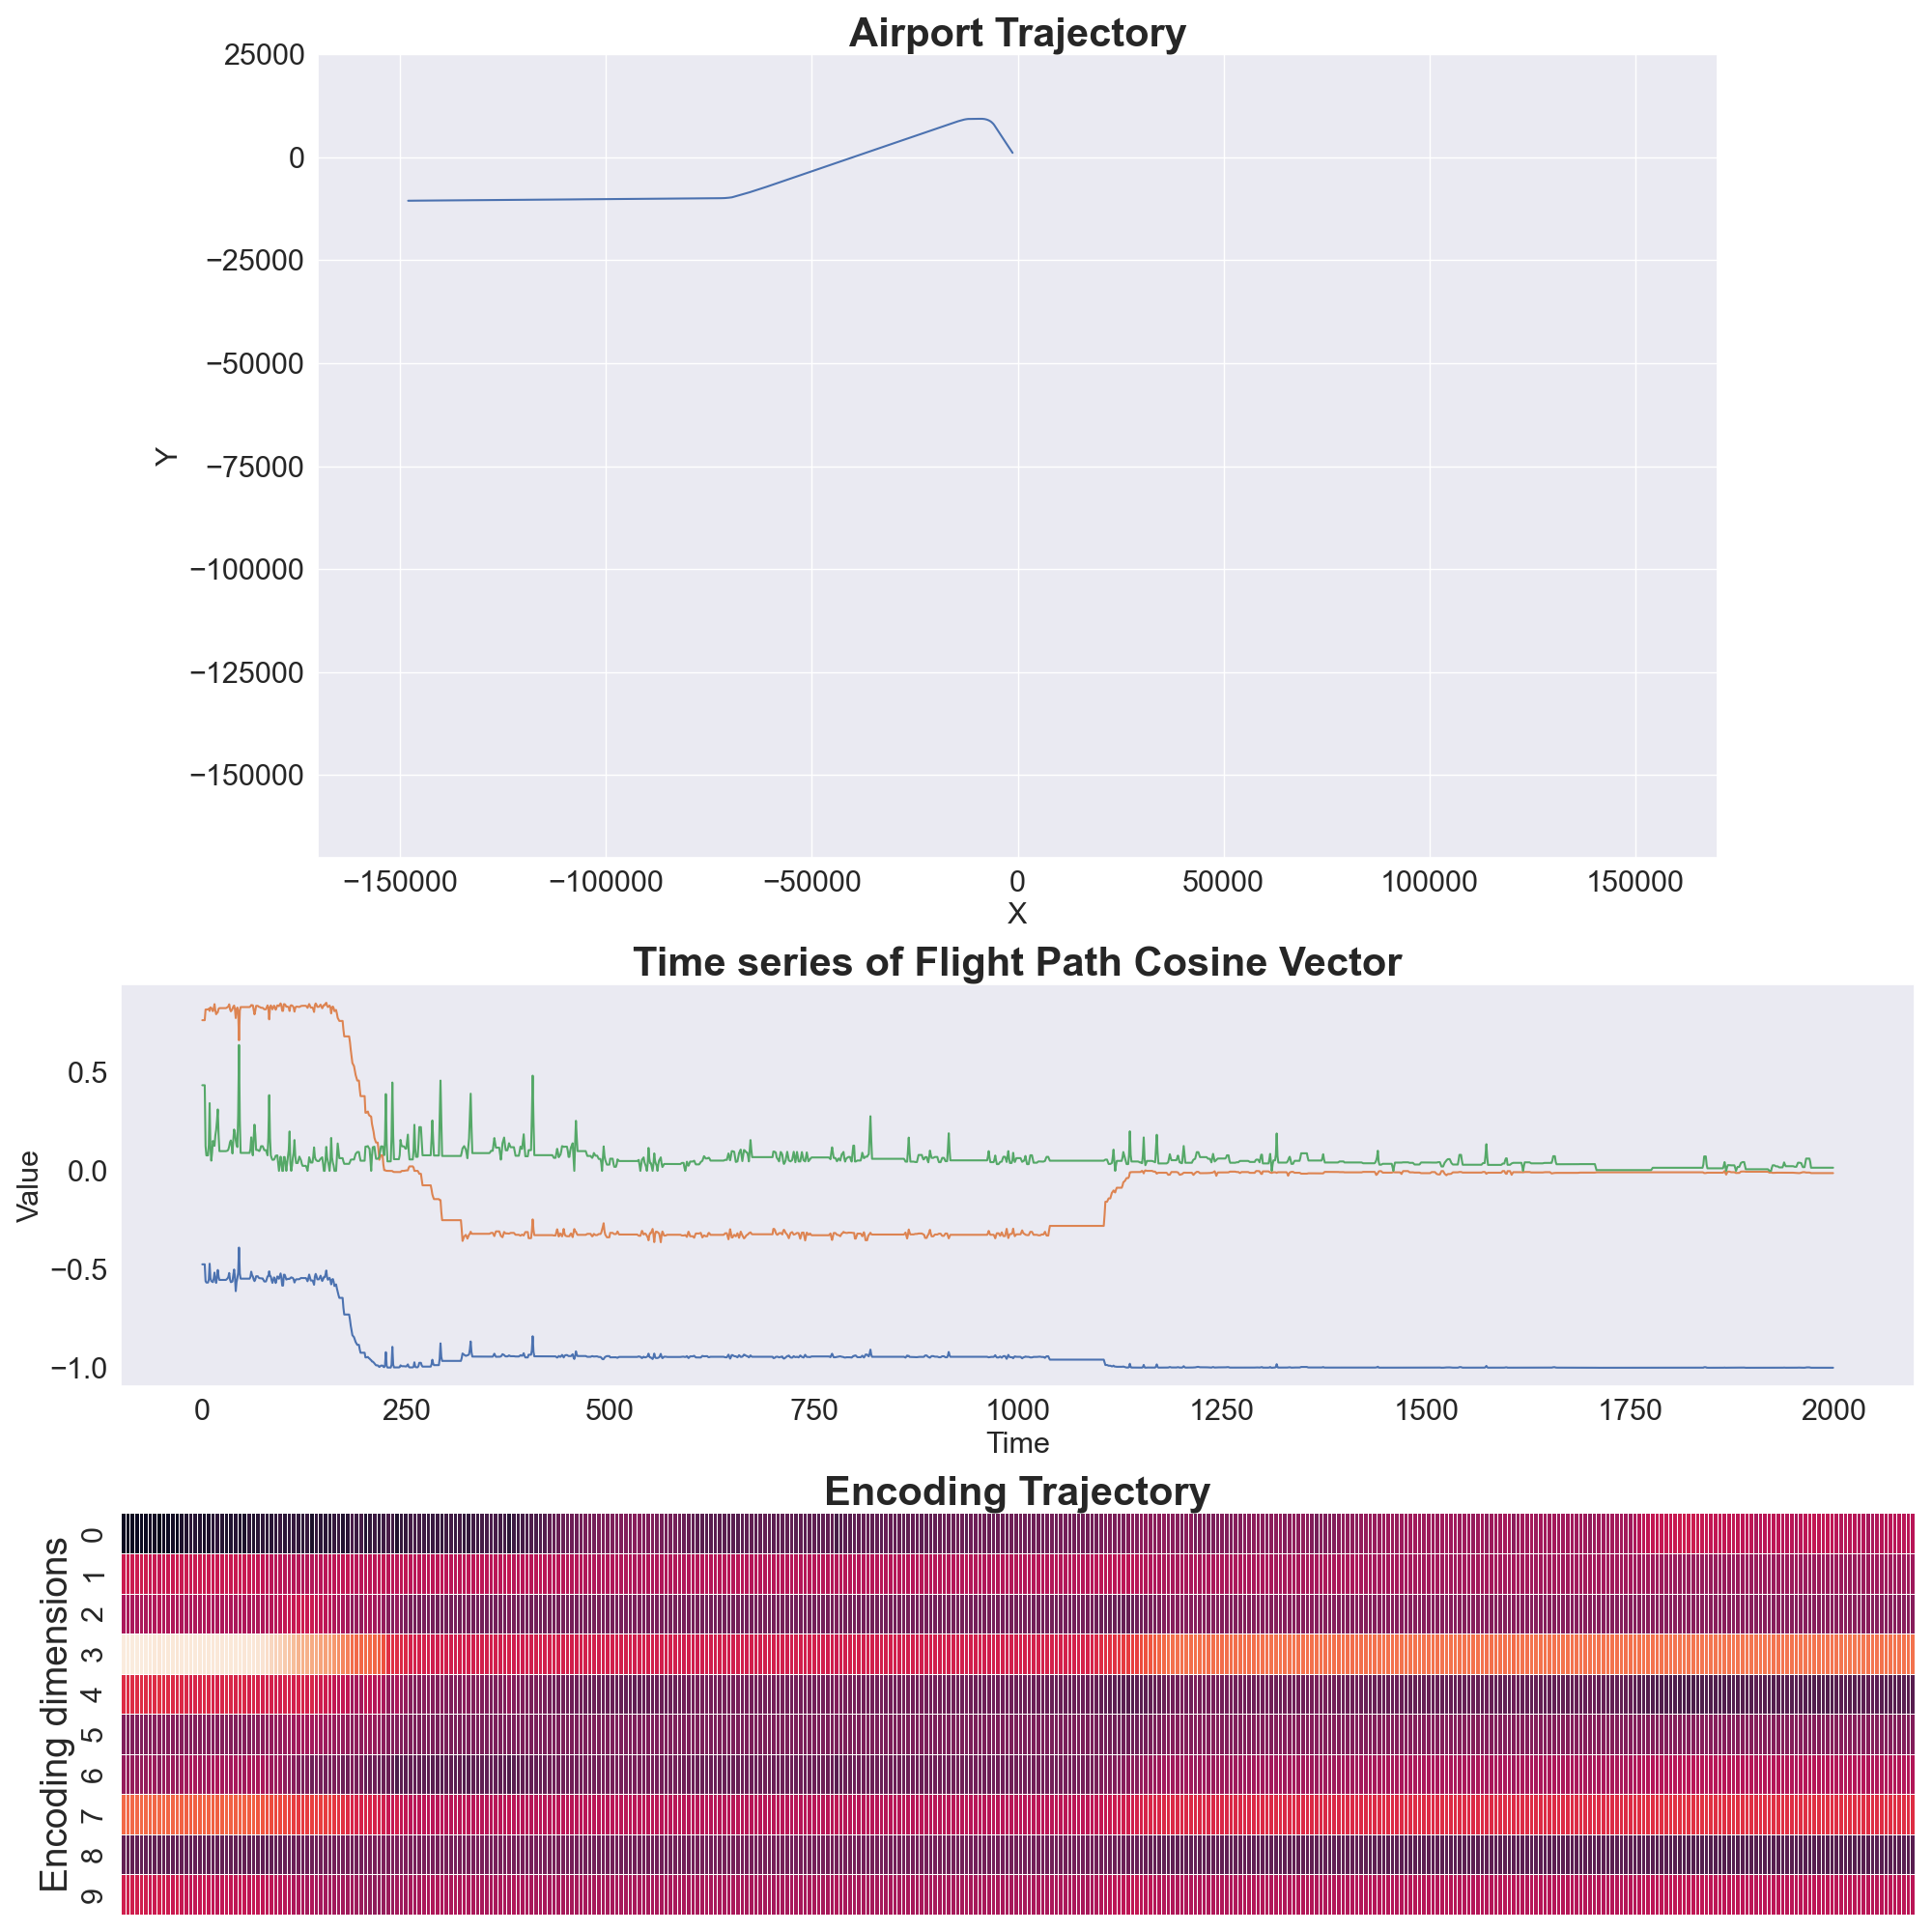 Airport Trajectory
25000
0
−25000
−50000
−75000
−100000
−125000
−150000
Y
−150000 −100000 −50000 0 50000 100000 150000
X
Time series of Flight Path Cosine Vector
0.5
0.0
−0.5
−1.0
Value
0 250 500 750 1000 1250 1500 1750 2000
Time
Encoding Trajectory
Encoding dimensions
0
1
2
3
4
5
6
7
8
9